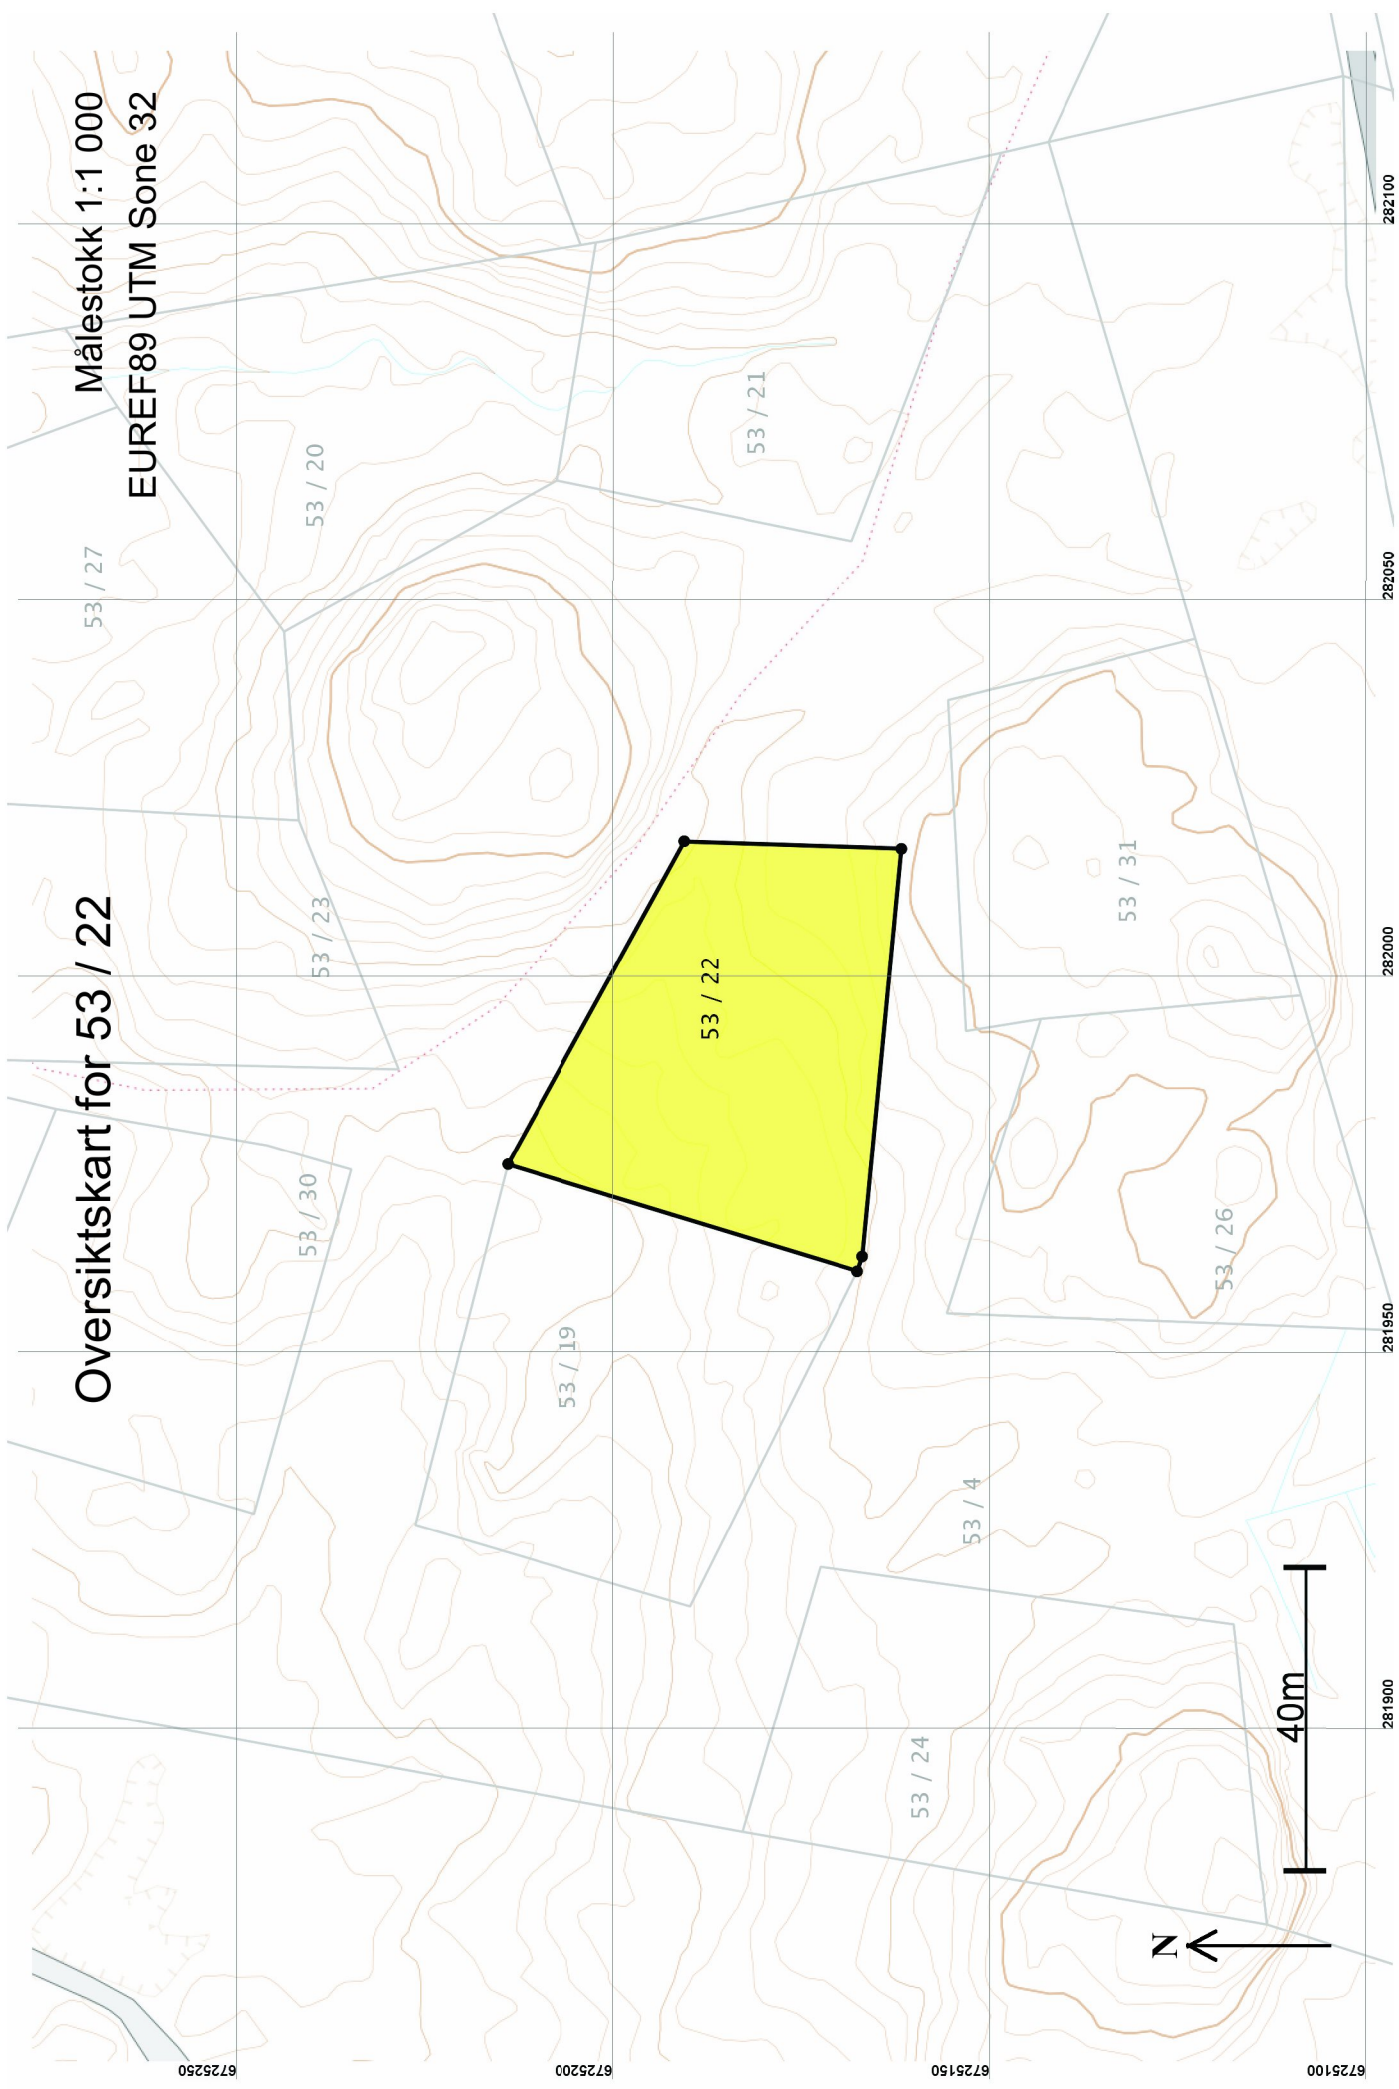 Oversiktskart for 53 / 22
Målestokk 1:1 000
EUREF89 UTM Sone 32
53 / 27
53 / 20
53 / 21
53 / 23
53 / 30
53 / 22
53 / 31
53 / 19
53 / 26
53 / 4
53 / 24
40m
N
6725250
6725200
6725150
6725100
281900
281950
282000
282050
282100